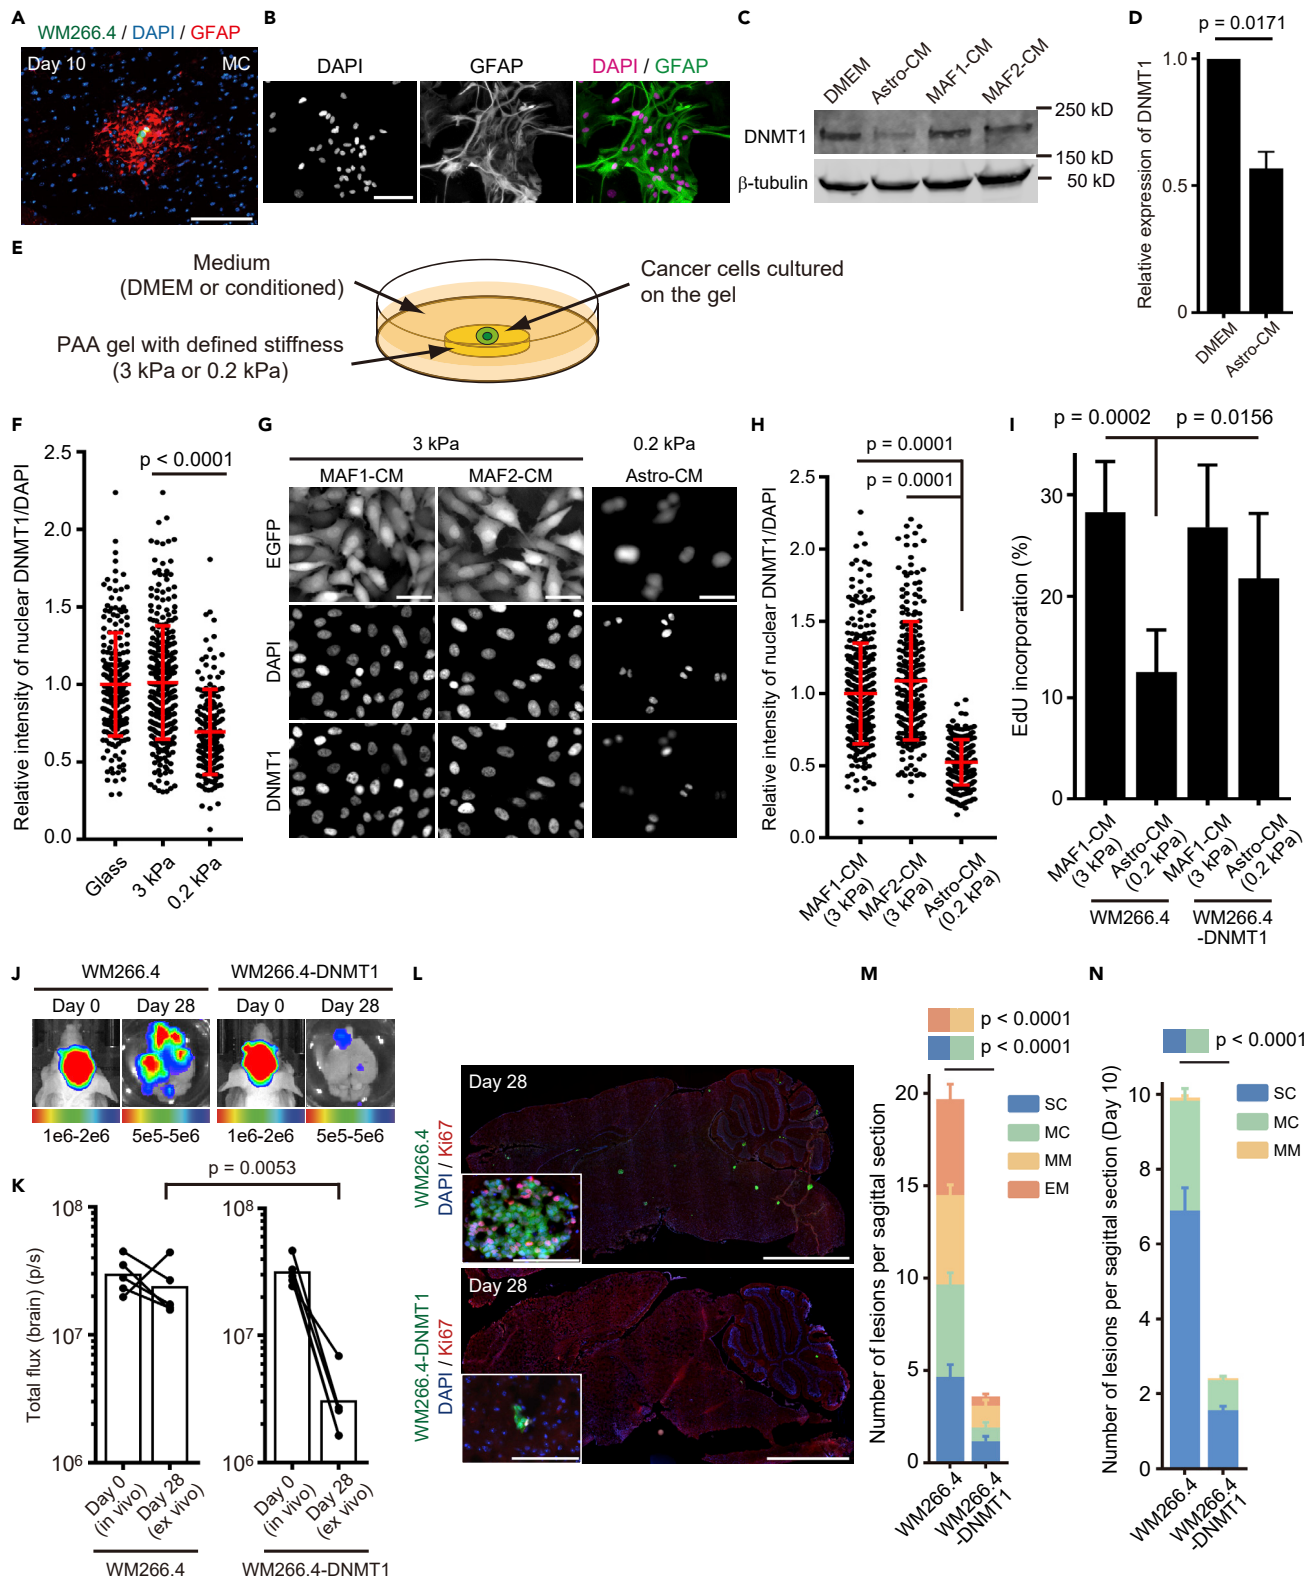 A
WM266.4 / DAPI / GFAP
Day 10
MC
B
DAPI
GFAP
DAPI / GFAP
C
DMEM
Astro-CM
MAF1-CM
MAF2-CM
DNMT1
β-tubulin
250 kD
150 kD
50 kD
D
p = 0.0171
Relative expression of DNMT1
1.0
0.5
0
DMEM
Astro-CM
E
Medium
(DMEM or conditioned)
Cancer cells cultured
on the gel
PAA gel with defined stiffness
(3 kPa or 0.2 kPa)
F
p < 0.0001
Relative intensity of nuclear DNMT1/DAPI
2.5
2.0
1.5
1.0
0.5
0.0
Glass
3 kPa
0.2 kPa
G
3 kPa
0.2 kPa
MAF1-CM
MAF2-CM
Astro-CM
EGFP
DAPI
DNMT1
H
p = 0.0001
p = 0.0001
Relative intensity of nuclear DNMT1/DAPI
2.5
2.0
1.5
1.0
0.5
0.0
MAF1-CM
(3 kPa)
MAF2-CM
(3 kPa)
Astro-CM
(0.2 kPa)
I
p = 0.0002
p = 0.0156
EdU incorporation (%)
30
20
10
0
MAF1-CM
(3 kPa)
Astro-CM
(0.2 kPa)
MAF1-CM
(3 kPa)
Astro-CM
(0.2 kPa)
WM266.4
WM266.4
-DNMT1
J
WM266.4
WM266.4-DNMT1
Day 0
Day 28
Day 0
Day 28
1e6-2e6
5e5-5e6
1e6-2e6
5e5-5e6
K
p = 0.0053
Total flux (brain) (p/s)
10⁸
10⁷
10⁶
10⁸
10⁷
10⁶
Day 0
(in vivo)
Day 28
(ex vivo)
Day 0
(in vivo)
Day 28
(ex vivo)
WM266.4
WM266.4-DNMT1
L
WM266.4
DAPI / Ki67
Day 28
WM266.4-DNMT1
DAPI / Ki67
Day 28
M
p < 0.0001
p < 0.0001
Number of lesions per sagittal section
20
15
10
5
0
SC
MC
MM
EM
WM266.4
WM266.4
-DNMT1
N
p < 0.0001
Number of lesions per sagittal section (Day 10)
10
8
6
4
2
0
SC
MC
MM
WM266.4
WM266.4
-DNMT1